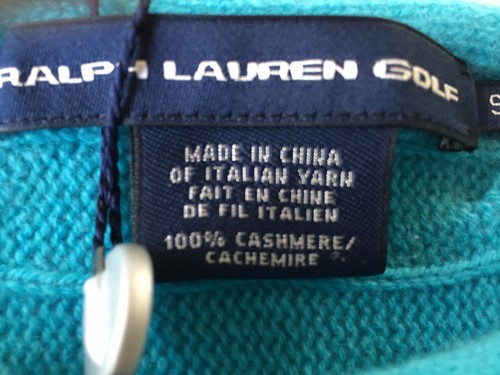 RALPH LAUREN GOLF
S
MADE IN CHINA
OF ITALIAN YARN
FAIT EN CHINE
DE FIL ITALIEN
100% CASHMERE/
CACHEMIRE